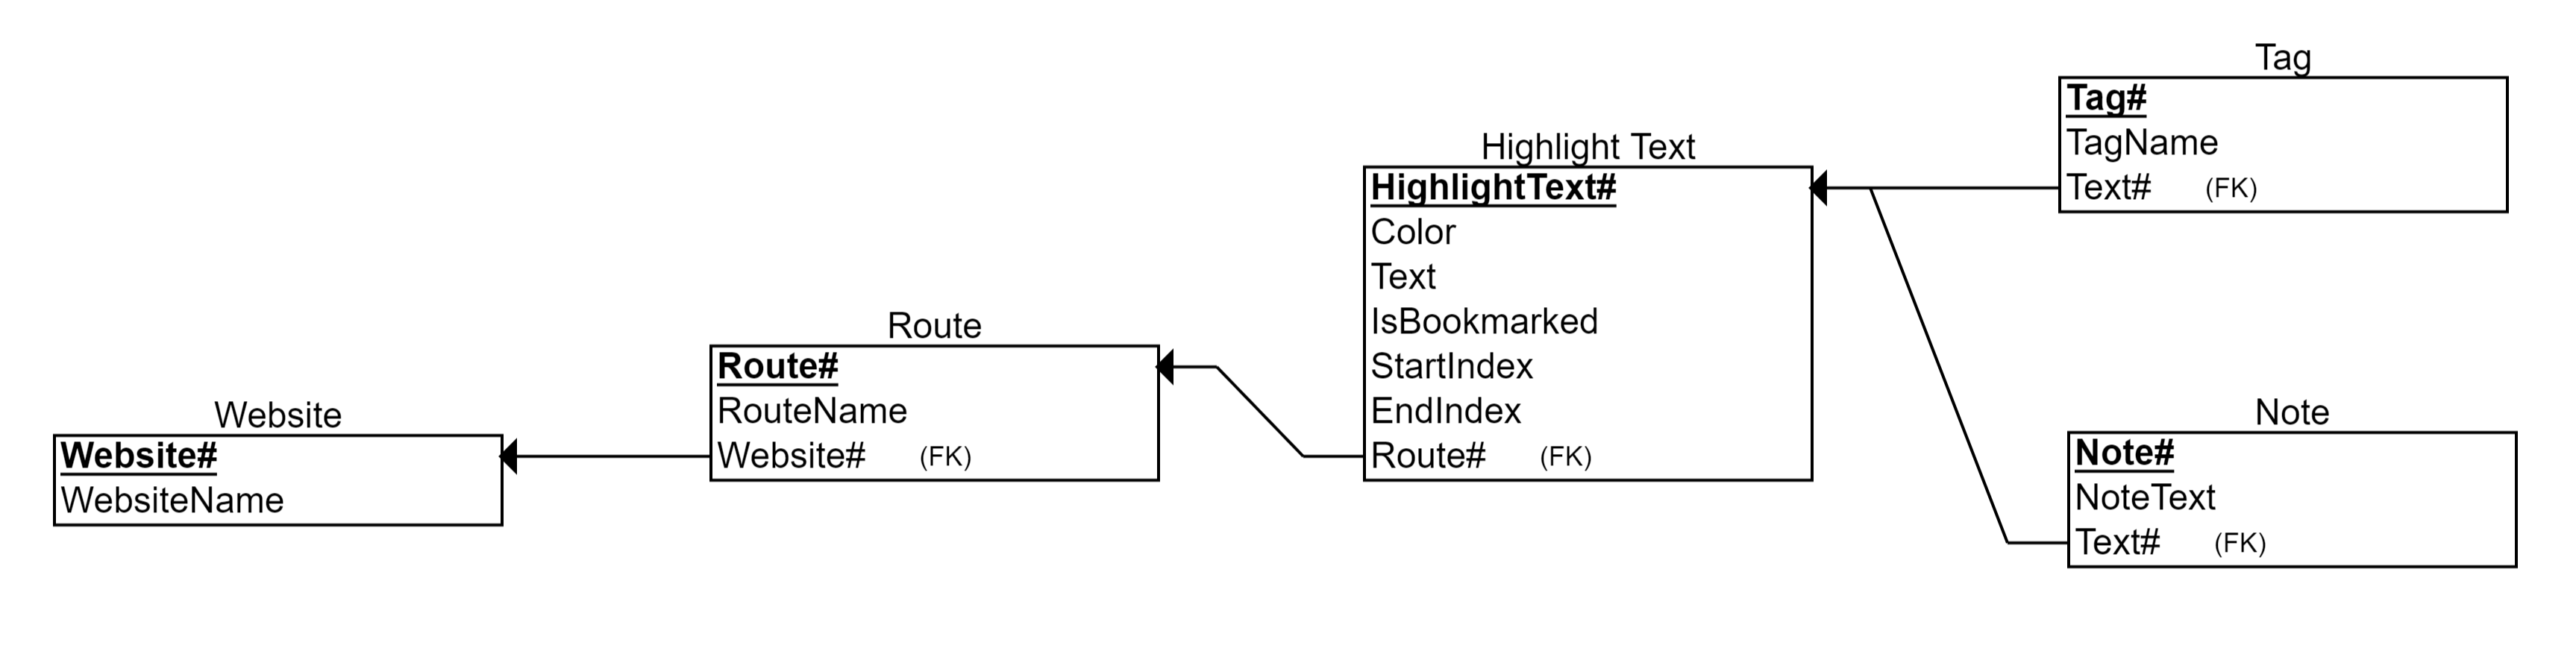 Website
Website#
WebsiteName
Route
Route#
RouteName
Website# (FK)
Highlight Text
HighlightText#
Color
Text
IsBookmarked
StartIndex
EndIndex
Route# (FK)
Tag
Tag#
TagName
Text# (FK)
Note
Note#
NoteText
Text# (FK)